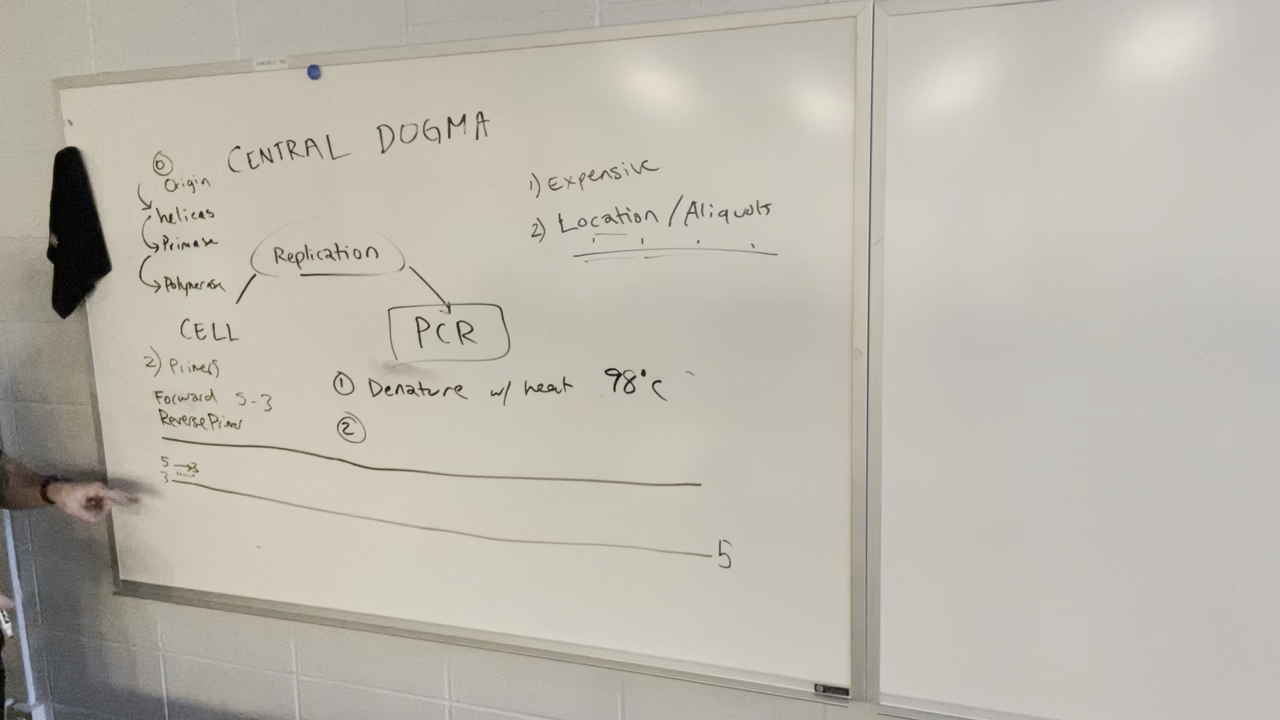 CENTRAL DOGMA
⓪
Origin
helicas
Primase
Polymerase
Replication
CELL
PCR
2) Primers
Forward 5-3
Reverse Primer
① Denature w/ heat 98°C
②
5 → 3
3
5
1) Expensive
2) Location / Aliquots